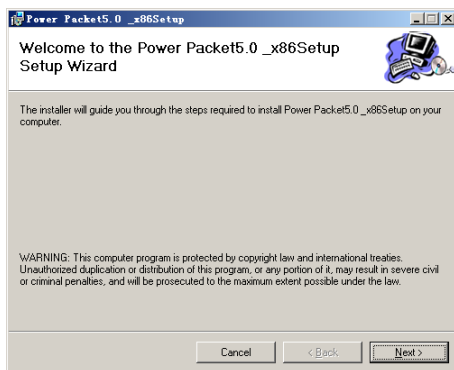 Power Packet5.0 _x86Setup
Welcome to the Power Packet5.0 _x86Setup
Setup Wizard
The installer will guide you through the steps required to install Power Packet5.0 _x86Setup on your
computer.
WARNING: This computer program is protected by copyright law and international treaties.
Unauthorized duplication or distribution of this program, or any portion of it, may result in severe civil
or criminal penalties, and will be prosecuted to the maximum extent possible under the law.
Cancel
< Back
Next >